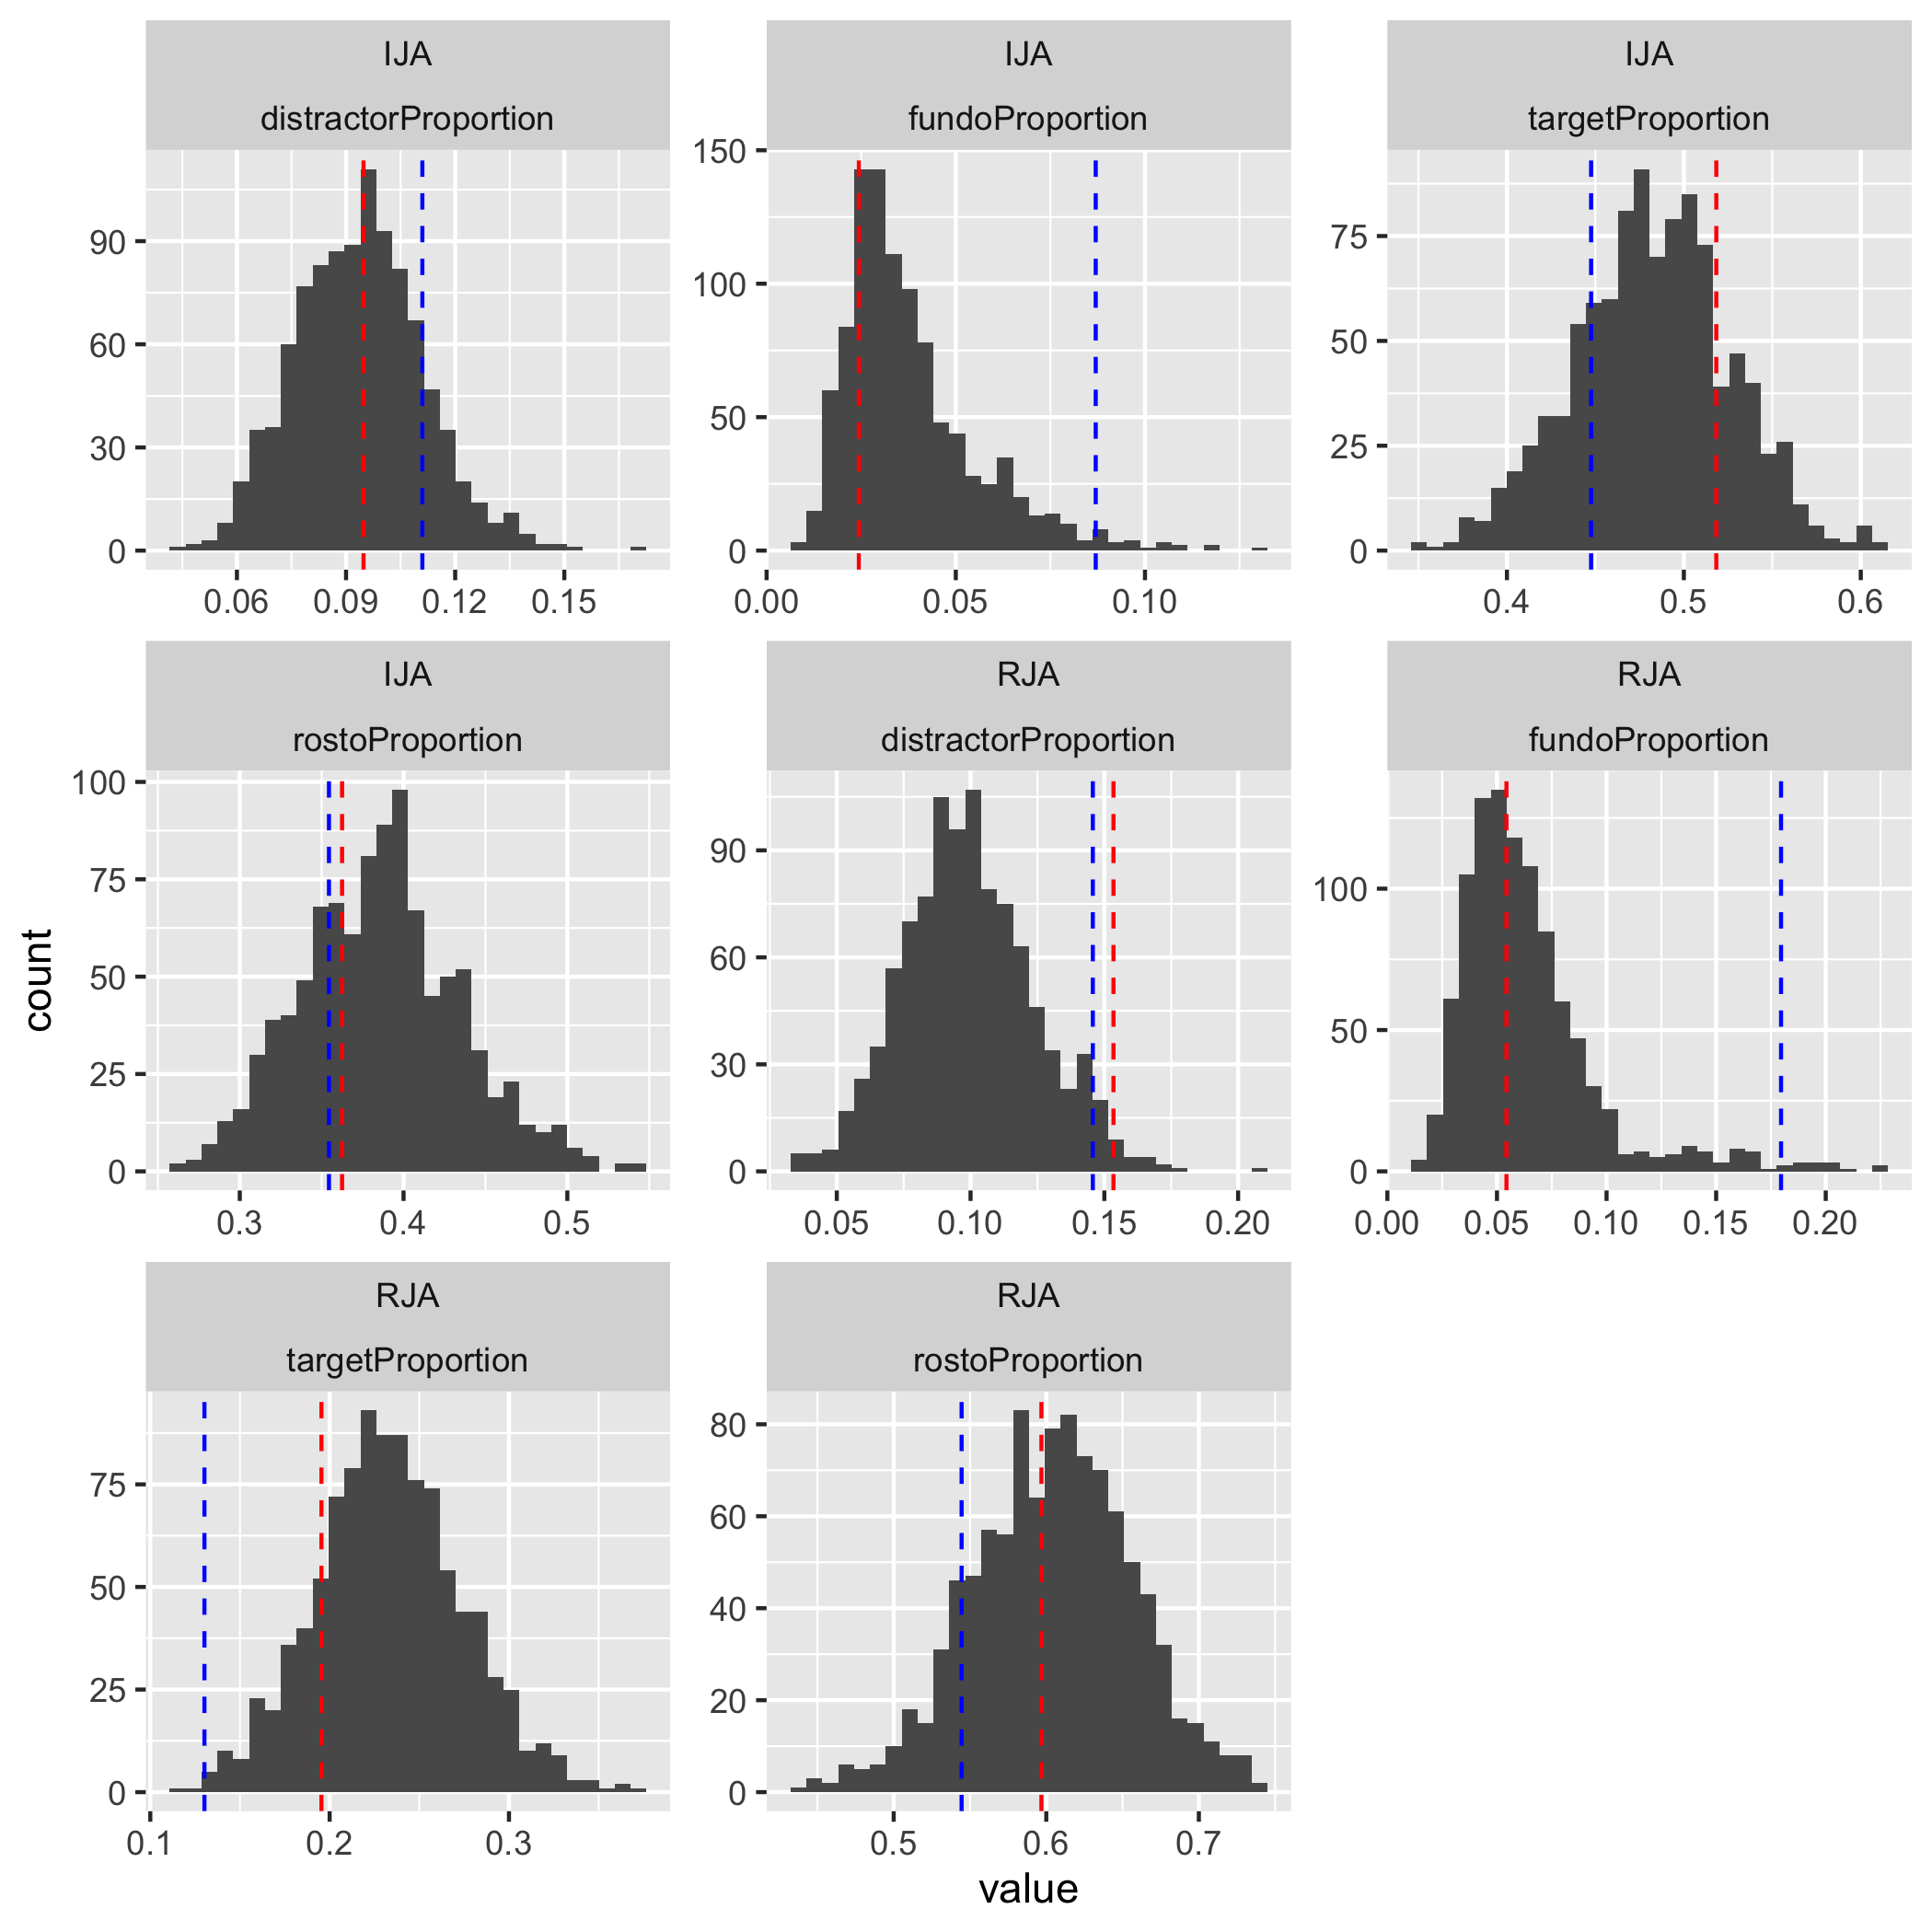 IJA
distractorProportion
90
60
30
0
0.06 0.09 0.12 0.15
IJA
fundoProportion
150
100
50
0
0.00 0.05 0.10
IJA
targetProportion
75
50
25
0
0.4 0.5 0.6
IJA
rostoProportion
100
75
50
25
0
0.3 0.4 0.5
RJA
distractorProportion
90
60
30
0
0.05 0.10 0.15 0.20
RJA
fundoProportion
100
50
0
0.00 0.05 0.10 0.15 0.20
RJA
targetProportion
75
50
25
0
0.1 0.2 0.3
RJA
rostoProportion
80
60
40
20
0
0.5 0.6 0.7
count
value